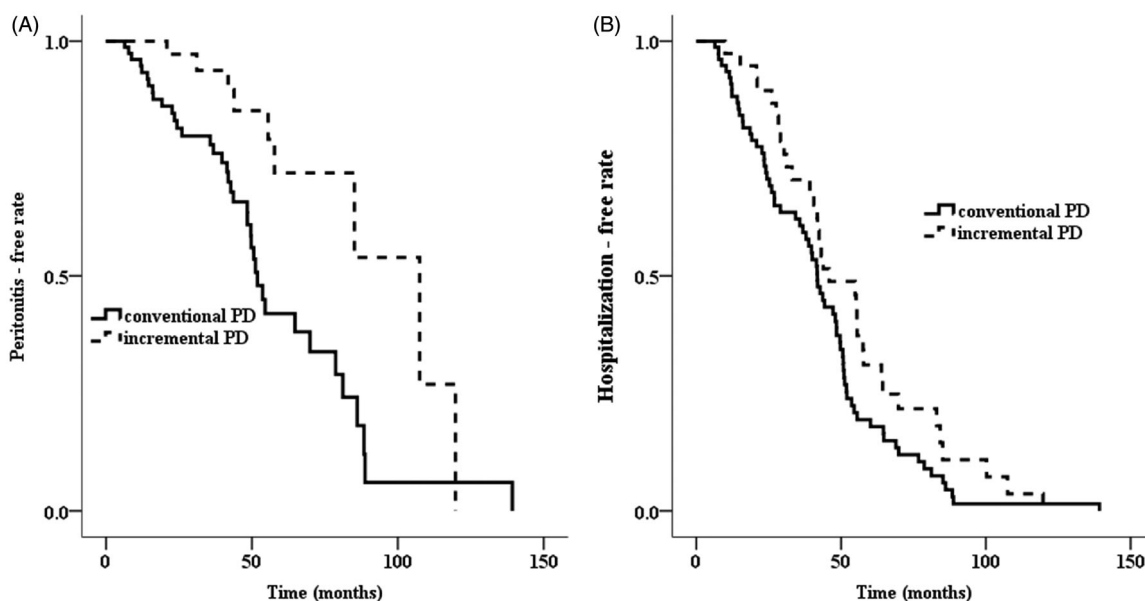 (A)
1.0
0.5
0.0
Peritonitis - free rate
conventional PD
incremental PD
0
50
100
150
Time (months)
(B)
1.0
0.5
0.0
Hospitalization - free rate
conventional PD
incremental PD
0
50
100
150
Time (months)